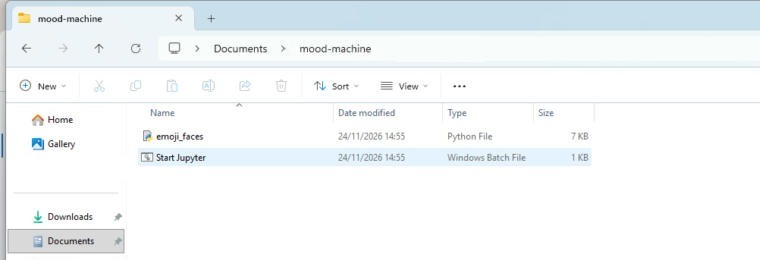 mood-machine
Documents > mood-machine
New Sort View
Name Date modified Type Size
Home
Gallery
Downloads
Documents
emoji_faces 24/11/2026 14:55 Python File 7 KB
Start Jupyter 24/11/2026 14:55 Windows Batch File 1 KB